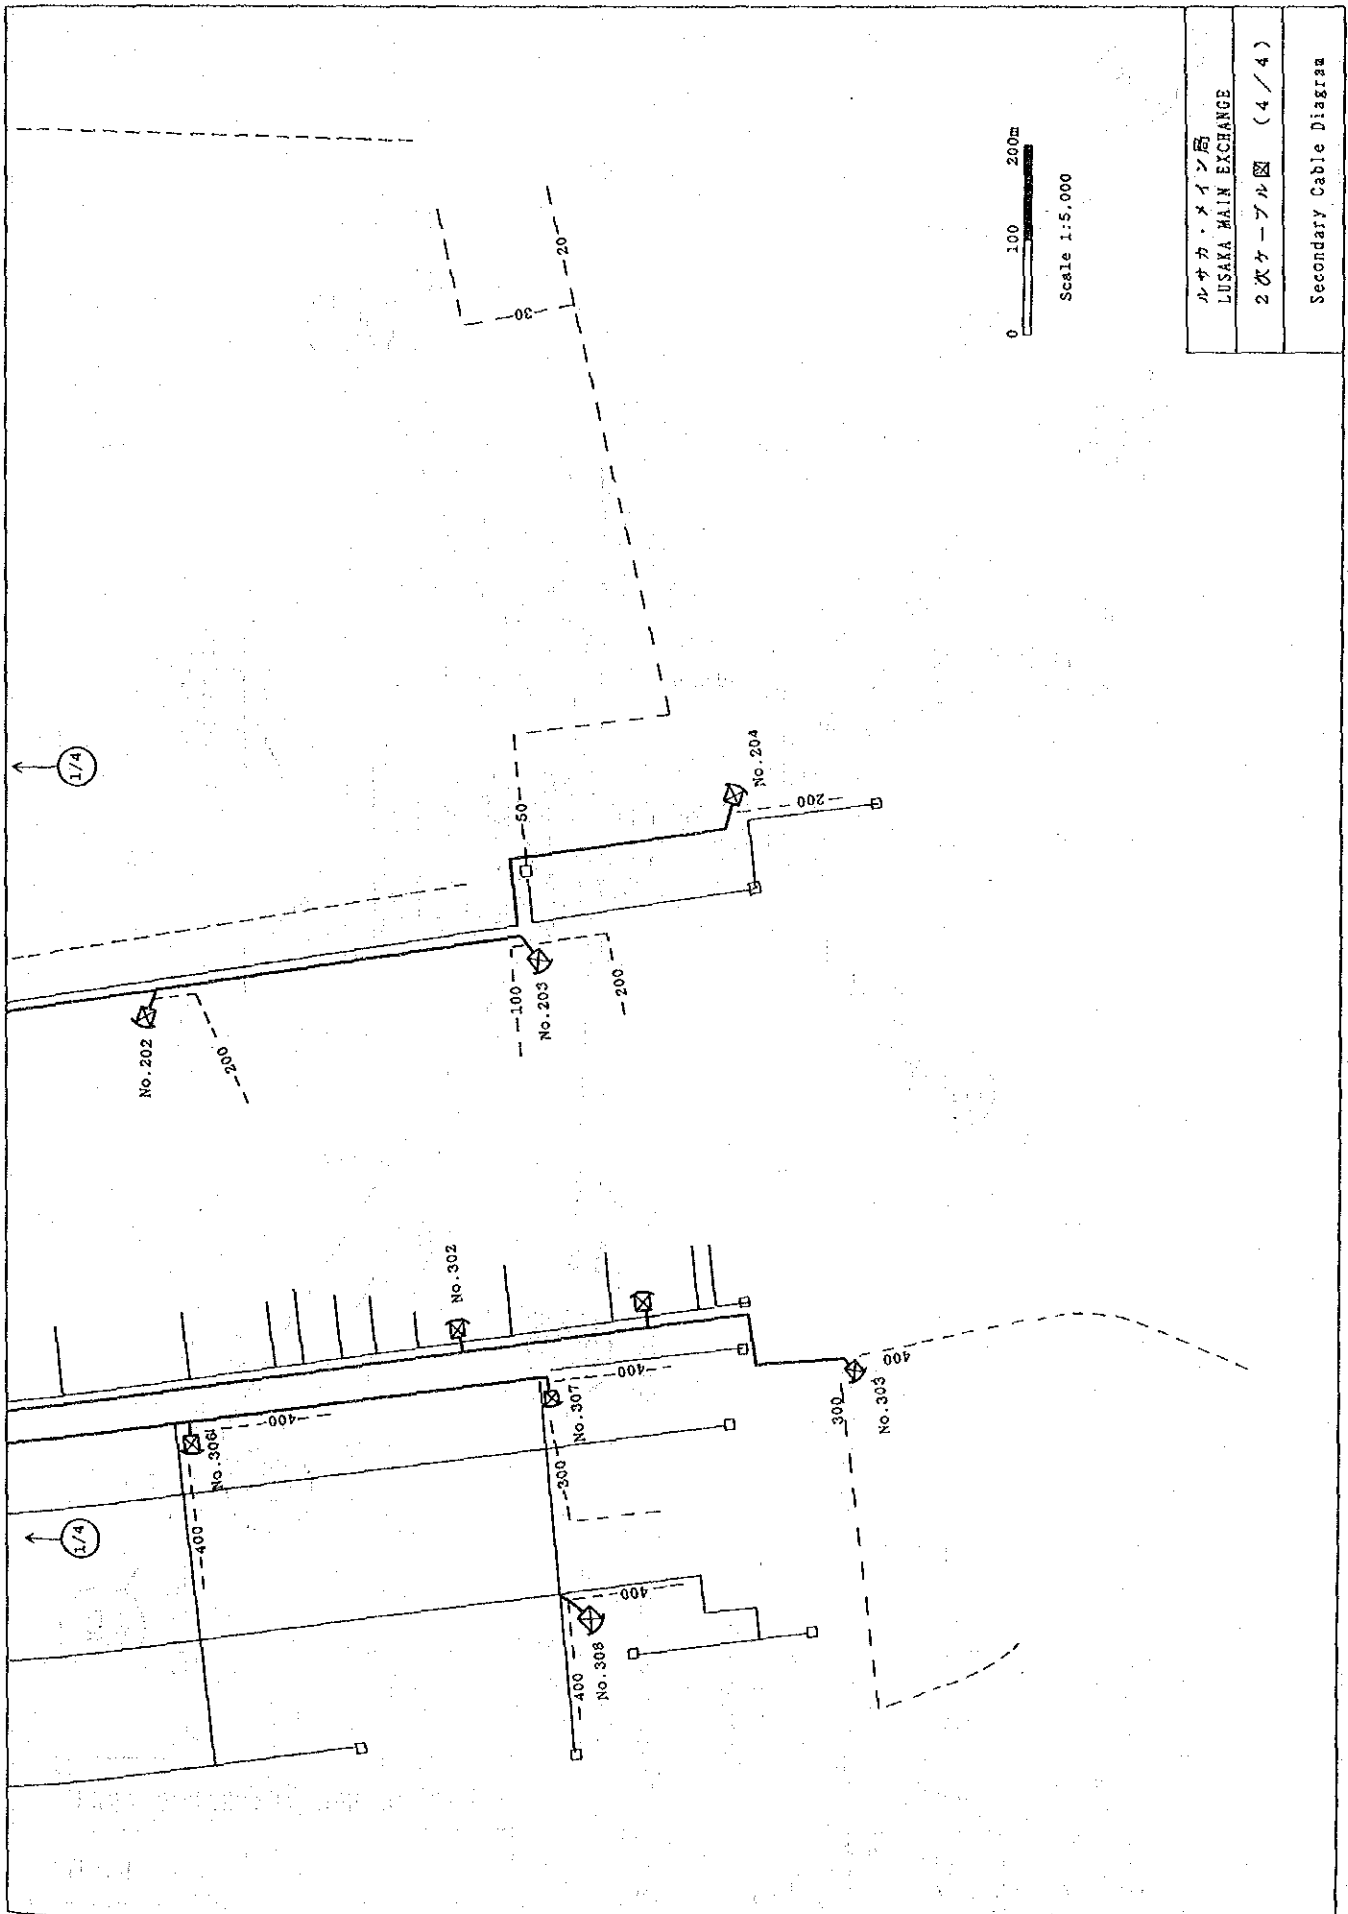 ルサカ・メイン局
LUSAKA MAIN EXCHANGE
2次ケーブル図 (4/4)
Secondary Cable Diagram
0 100 200m
Scale 1:5,000
20
30
1/4
50
No.204
200
100
No.203
200
No.202
200
No.302
400
No.306
400
1/4
400
No.307
300
400
No.303
300
400
No.308
400